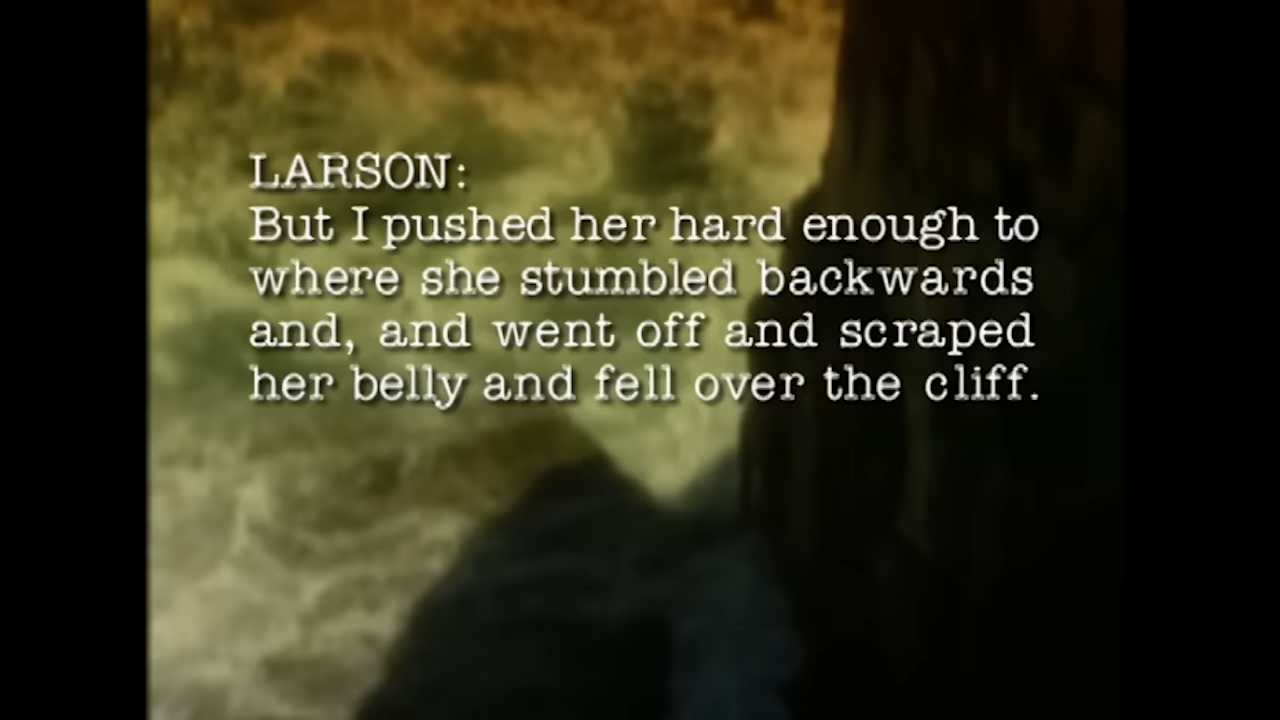 LARSON:
But I pushed her hard enough to
where she stumbled backwards
and, and went off and scraped
her belly and fell over the cliff.